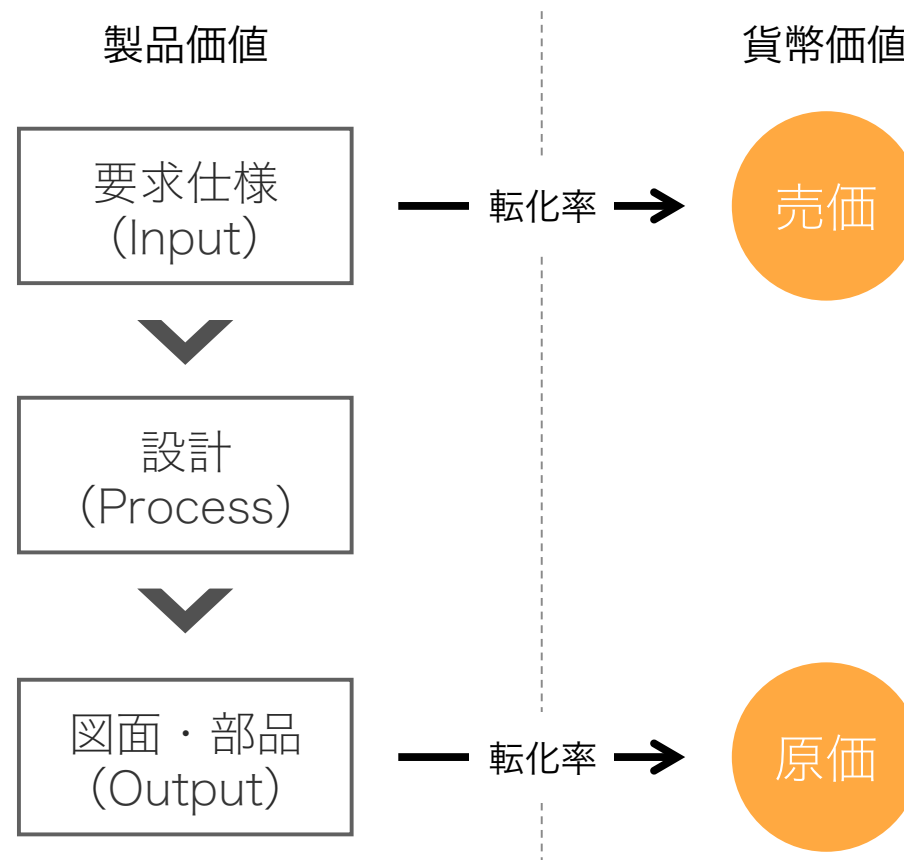 製品価値
貨幣価値
要求仕様
(Input)
転化率
売価
設計
(Process)
図面・部品
(Output)
転化率
原価